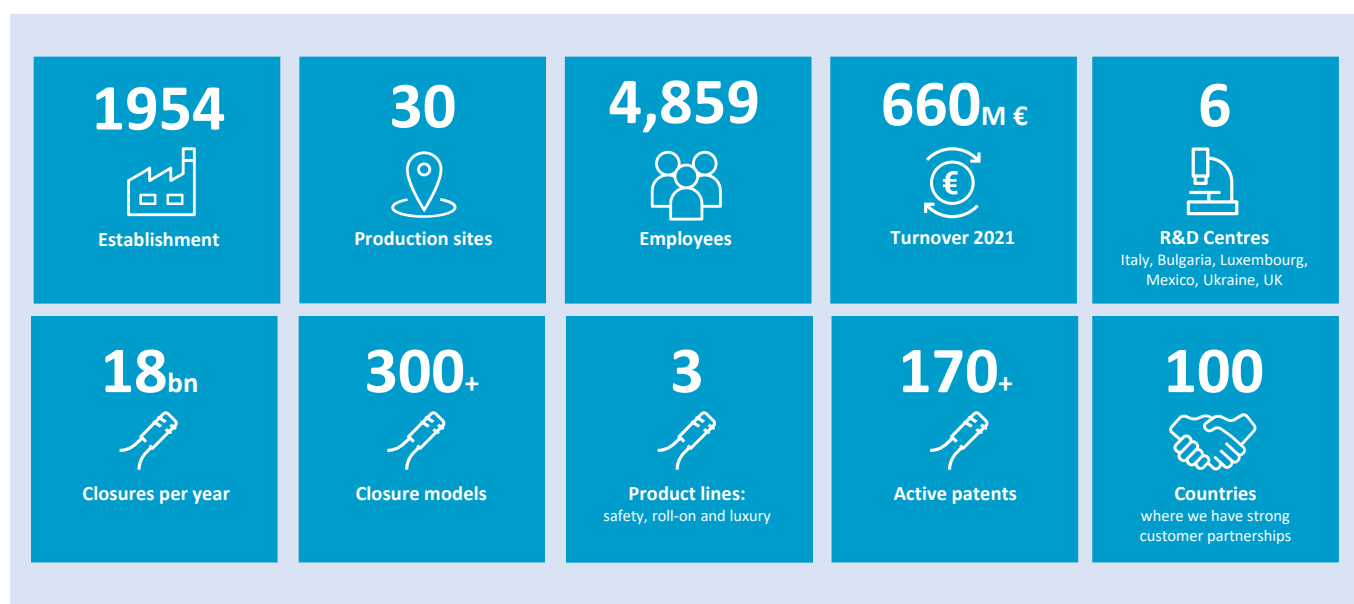 1954
Establishment
30
Production sites
4,859
Employees
660M €
€
Turnover 2021
6
R&D Centres
Italy, Bulgaria, Luxembourg,
Mexico, Ukraine, UK
18bn
Closures per year
300+
Closure models
3
Product lines:
safety, roll-on and luxury
170+
Active patents
100
Countries
where we have strong
customer partnerships